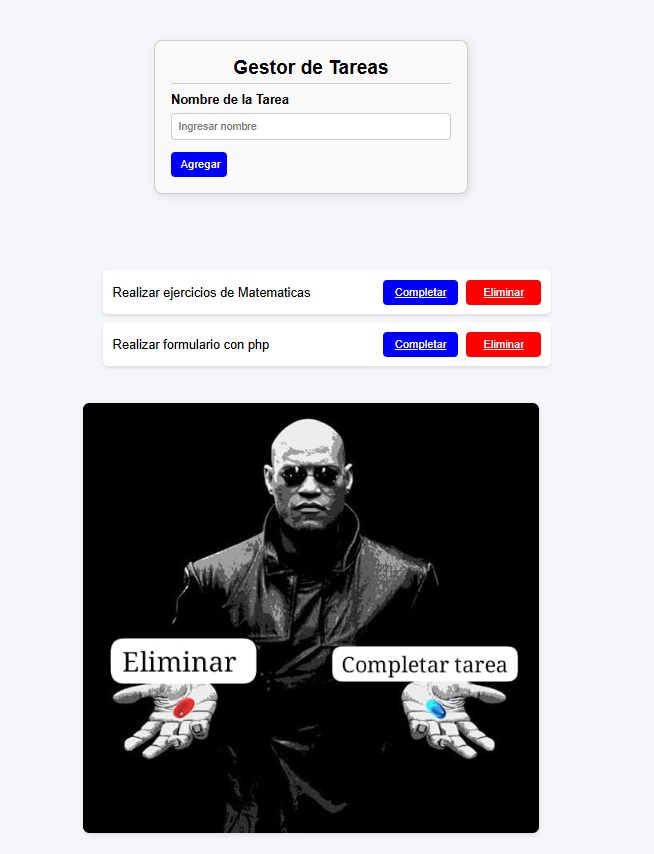 Gestor de Tareas
Nombre de la Tarea
Ingresar nombre
Agregar
Realizar ejercicios de Matematicas Completar Eliminar
Realizar formulario con php Completar Eliminar
Eliminar
Completar tarea